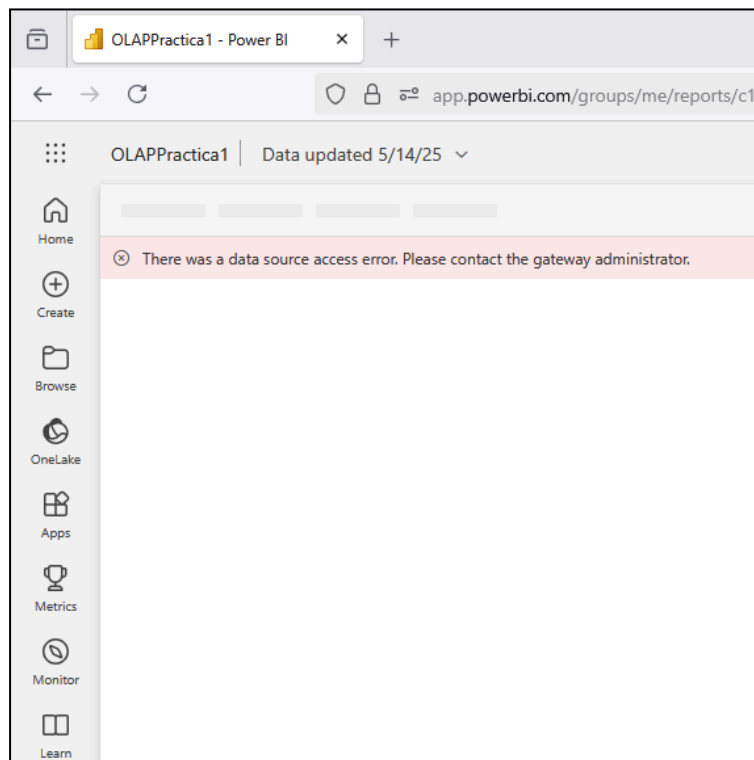 OLAPPractica1 - Power BI
app.powerbi.com/groups/me/reports/c1
OLAPPractica1 Data updated 5/14/25
Home
There was a data source access error. Please contact the gateway administrator.
Create
Browse
OneLake
Apps
Metrics
Monitor
Learn